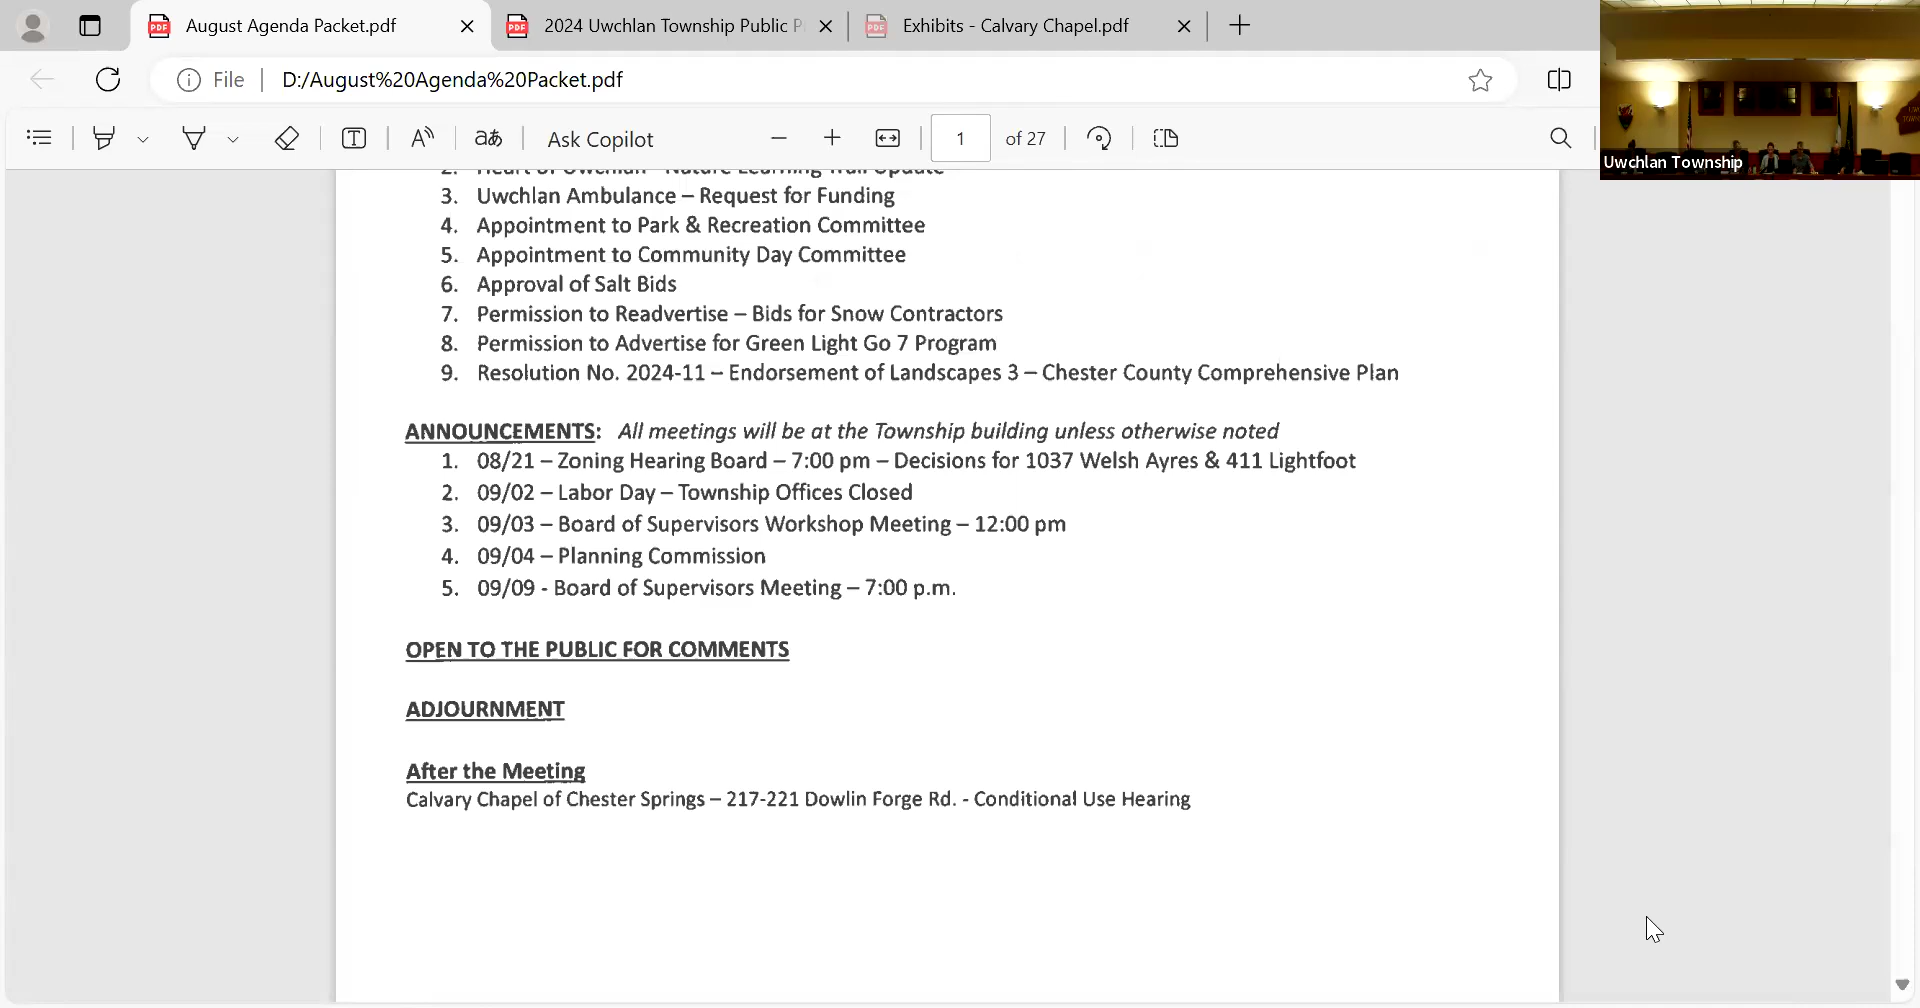 August Agenda Packet.pdf
2024 Uwchlan Township Public P
Exhibits - Calvary Chapel.pdf
File
D:/August%20Agenda%20Packet.pdf
Ask Copilot
1
of 27
Uwchlan Township
2. Heart of Uwchlan - Nature Learning Trail Update
3. Uwchlan Ambulance – Request for Funding
4. Appointment to Park & Recreation Committee
5. Appointment to Community Day Committee
6. Approval of Salt Bids
7. Permission to Readvertise – Bids for Snow Contractors
8. Permission to Advertise for Green Light Go 7 Program
9. Resolution No. 2024-11 – Endorsement of Landscapes 3 – Chester County Comprehensive Plan
ANNOUNCEMENTS: All meetings will be at the Township building unless otherwise noted
1. 08/21 – Zoning Hearing Board – 7:00 pm – Decisions for 1037 Welsh Ayres & 411 Lightfoot
2. 09/02 – Labor Day – Township Offices Closed
3. 09/03 – Board of Supervisors Workshop Meeting – 12:00 pm
4. 09/04 – Planning Commission
5. 09/09 - Board of Supervisors Meeting – 7:00 p.m.
OPEN TO THE PUBLIC FOR COMMENTS
ADJOURNMENT
After the Meeting
Calvary Chapel of Chester Springs – 217-221 Dowlin Forge Rd. - Conditional Use Hearing